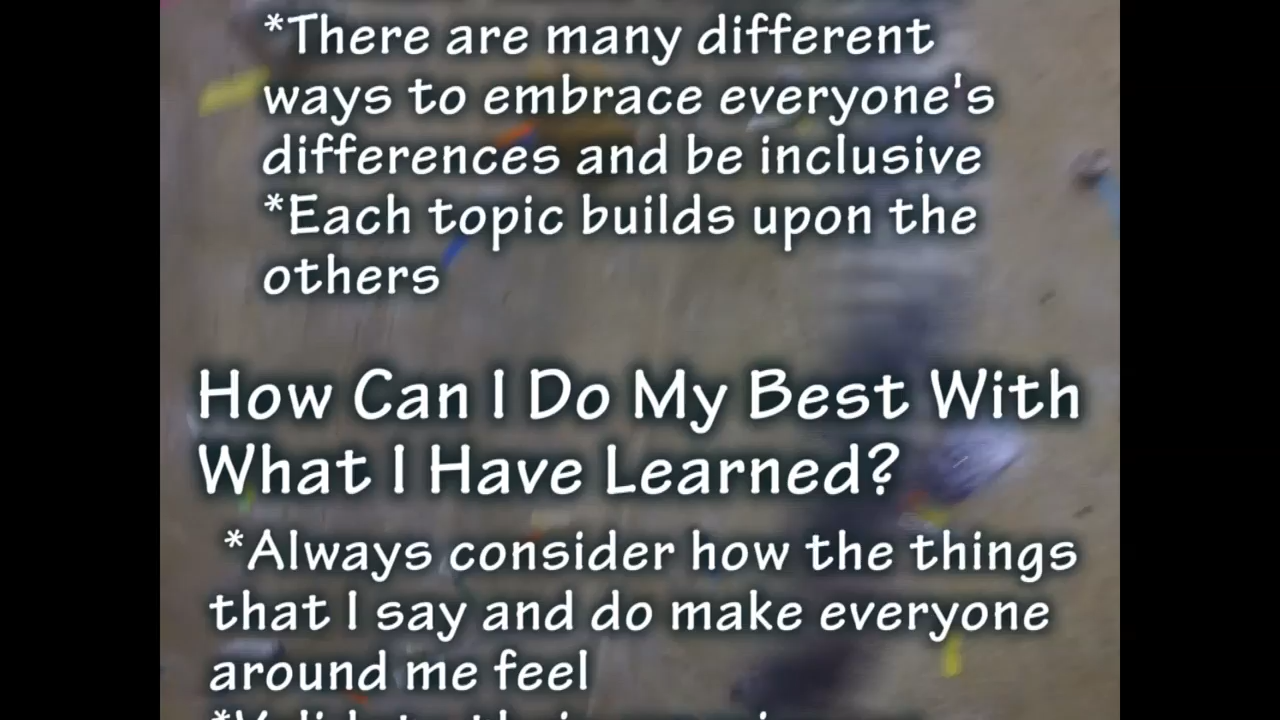 *There are many different
ways to embrace everyone's
differences and be inclusive
*Each topic builds upon the
others
How Can I Do My Best With
What I Have Learned?
*Always consider how the things
that I say and do make everyone
around me feel